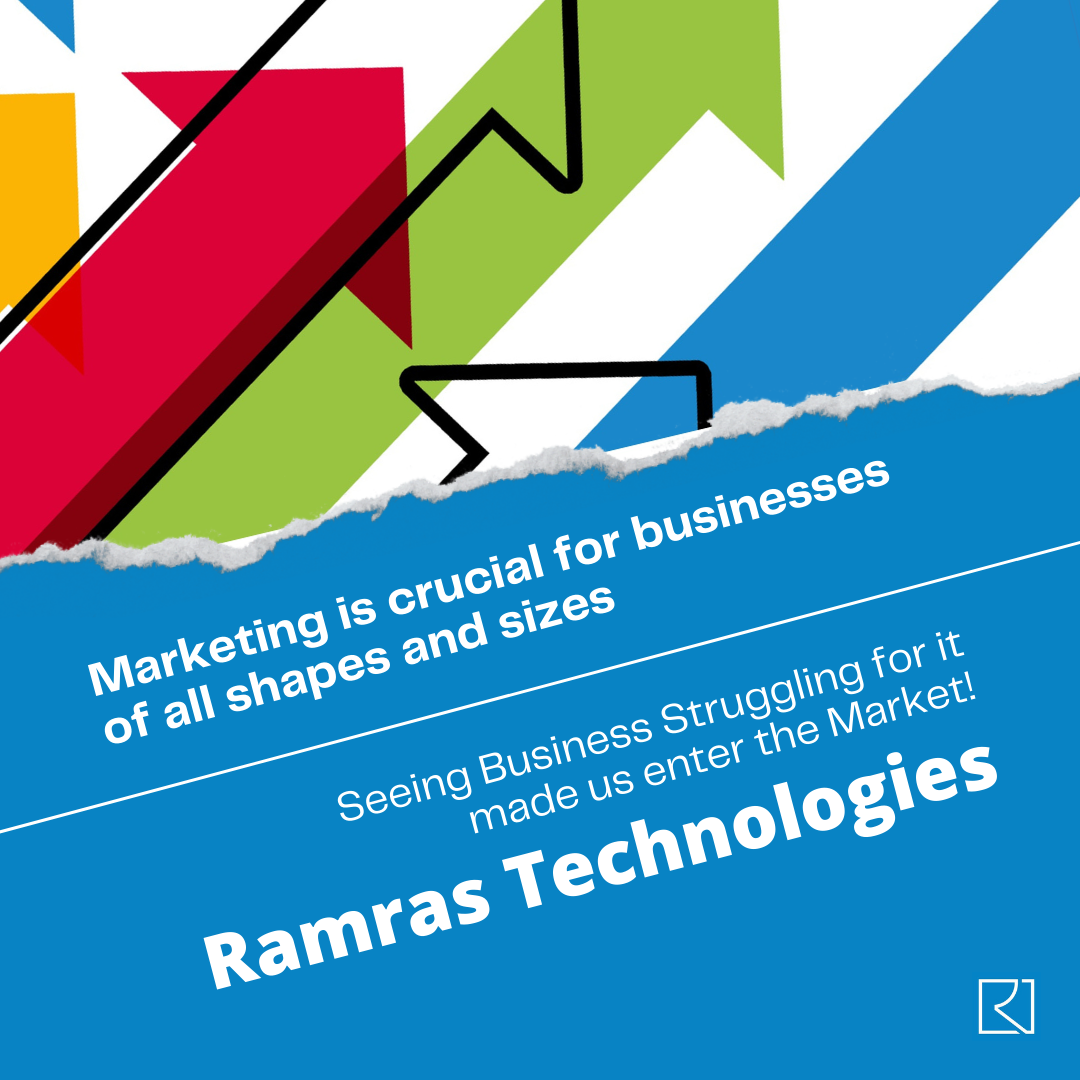 Marketing is crucial for businesses
of all shapes and sizes
Seeing Business Struggling for it
made us enter the Market!
Ramras Technologies